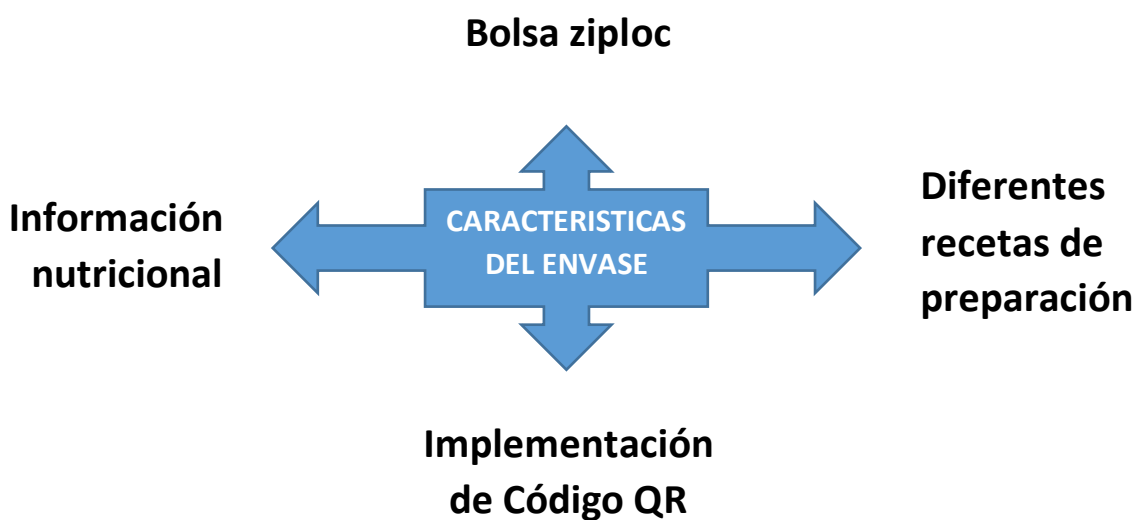 Bolsa ziploc
Información
nutricional
CARACTERISTICAS
DEL ENVASE
Diferentes
recetas de
preparación
Implementación
de Código QR